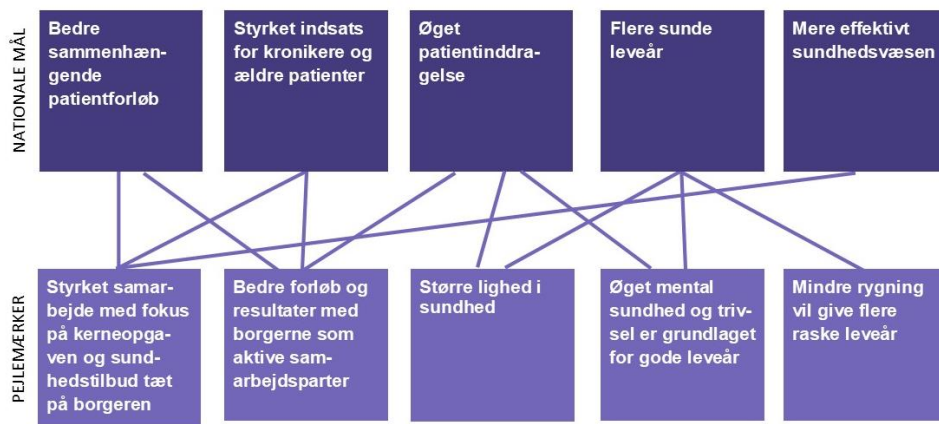 NATIONALE MÅL
Bedre
sammenhæn-
gende
patientforløb
Styrket indsats
for kronikere og
ældre patienter
Øget
patientinddra-
gelse
Flere sunde
leveår
Mere effektivt
sundhedsvæsen
PEJLEMÆRKER
Styrket samar-
bejde med fokus
på kerneopga-
ven og sund-
hedstilbud tæt
på borgeren
Bedre forløb og
resultater med
borgerne som
aktive sam-
arbejdsparter
Større lighed i
sundhed
Øget mental
sundhed og triv-
sel er grundlaget
for gode leveår
Mindre rygning
vil give flere
raske leveår